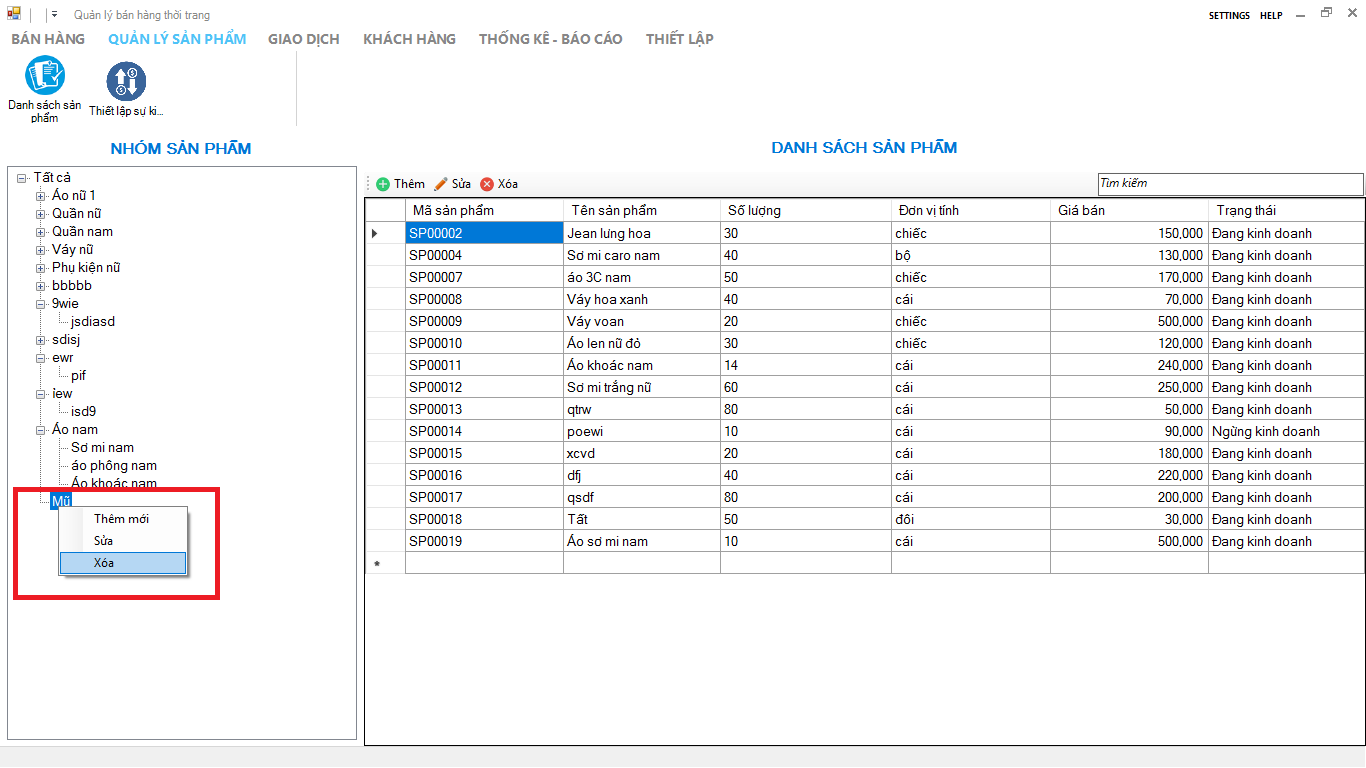 Quản lý bán hàng thời trang
SETTINGS HELP
BÁN HÀNG QUẢN LÝ SẢN PHẨM GIAO DỊCH KHÁCH HÀNG THỐNG KÊ - BÁO CÁO THIẾT LẬP
Danh sách sản phẩm
Thiết lập sự ki...
NHÓM SẢN PHẨM
Tất cả
Áo nữ 1
Quần nữ
Quần nam
Váy nữ
Phụ kiện nữ
bbbbb
9wie
jsdiasd
sdisj
ewr
pif
iew
isd9
Áo nam
Sơ mi nam
áo phông nam
Áo khoác nam
Mũ
Thêm mới
Sửa
Xóa
DANH SÁCH SẢN PHẨM
Thêm Sửa Xóa
Tìm kiếm
Mã sản phẩm Tên sản phẩm Số lượng Đơn vị tính Giá bán Trạng thái
SP00002 Jean lưng hoa 30 chiếc 150,000 Đang kinh doanh
SP00004 Sơ mi caro nam 40 bộ 130,000 Đang kinh doanh
SP00007 áo 3C nam 50 chiếc 170,000 Đang kinh doanh
SP00008 Váy hoa xanh 40 cái 70,000 Đang kinh doanh
SP00009 Váy voan 20 chiếc 500,000 Đang kinh doanh
SP00010 Áo len nữ đỏ 30 chiếc 120,000 Đang kinh doanh
SP00011 Áo khoác nam 14 cái 240,000 Đang kinh doanh
SP00012 Sơ mi trắng nữ 60 cái 250,000 Đang kinh doanh
SP00013 qtrw 80 cái 50,000 Đang kinh doanh
SP00014 poewi 10 cái 90,000 Ngừng kinh doanh
SP00015 xcvd 20 cái 180,000 Đang kinh doanh
SP00016 dfj 40 cái 220,000 Đang kinh doanh
SP00017 qsdf 80 cái 200,000 Đang kinh doanh
SP00018 Tất 50 đôi 30,000 Đang kinh doanh
SP00019 Áo sơ mi nam 10 cái 500,000 Đang kinh doanh